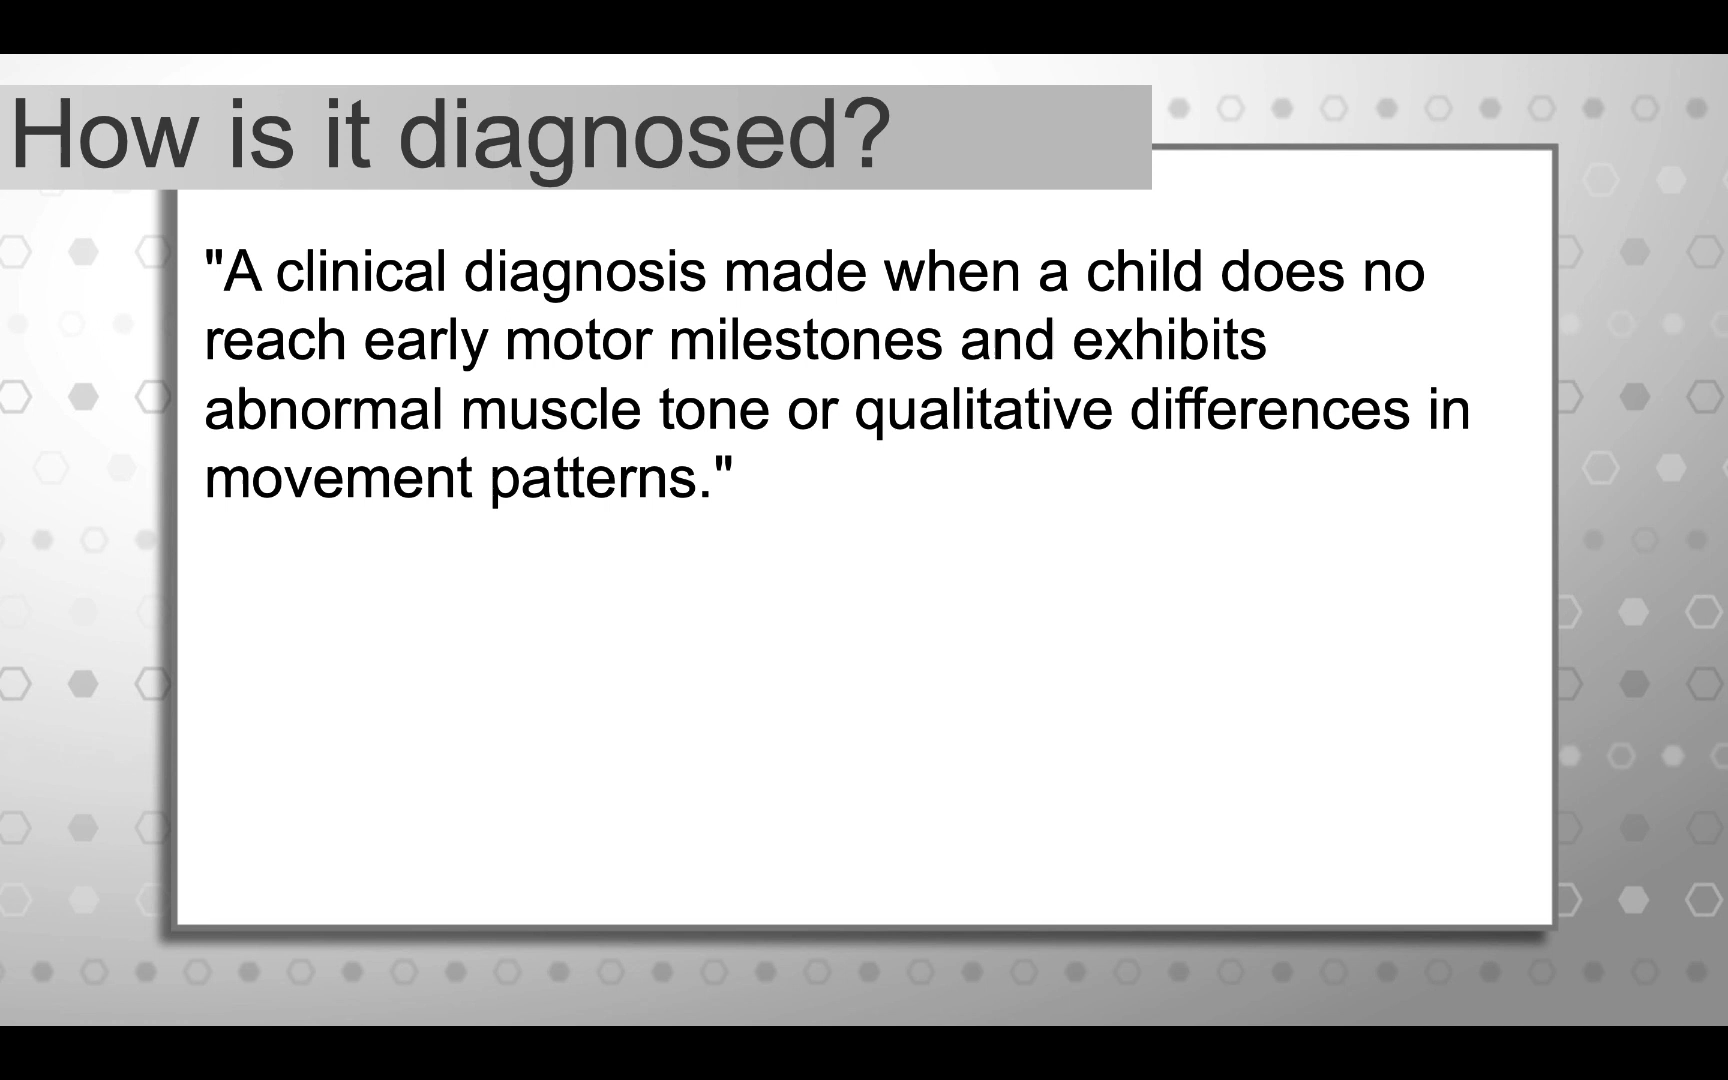 How is it diagnosed?
"A clinical diagnosis made when a child does no
reach early motor milestones and exhibits
abnormal muscle tone or qualitative differences in
movement patterns."